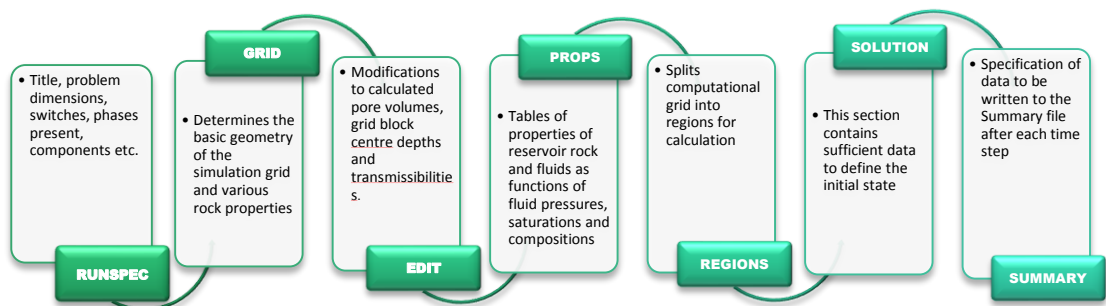 • Title, problem
dimensions,
switches, phases
present,
components etc.
RUNSPEC
GRID
• Determines the
basic geometry
of the
simulation grid
and various
rock properties
• Modifications
to calculated
pore volumes,
grid block
centre depths
and
transmissibilitie
s.
EDIT
PROPS
• Tables of
properties of
reservoir rock
and fluids as
functions of
fluid pressures,
saturations and
compositions
• Splits
computational
grid into
regions for
calculation
REGIONS
SOLUTION
• This section
contains
sufficient data
to define the
initial state
• Specification of
data to be
written to the
Summary file
after each time
step
SUMMARY